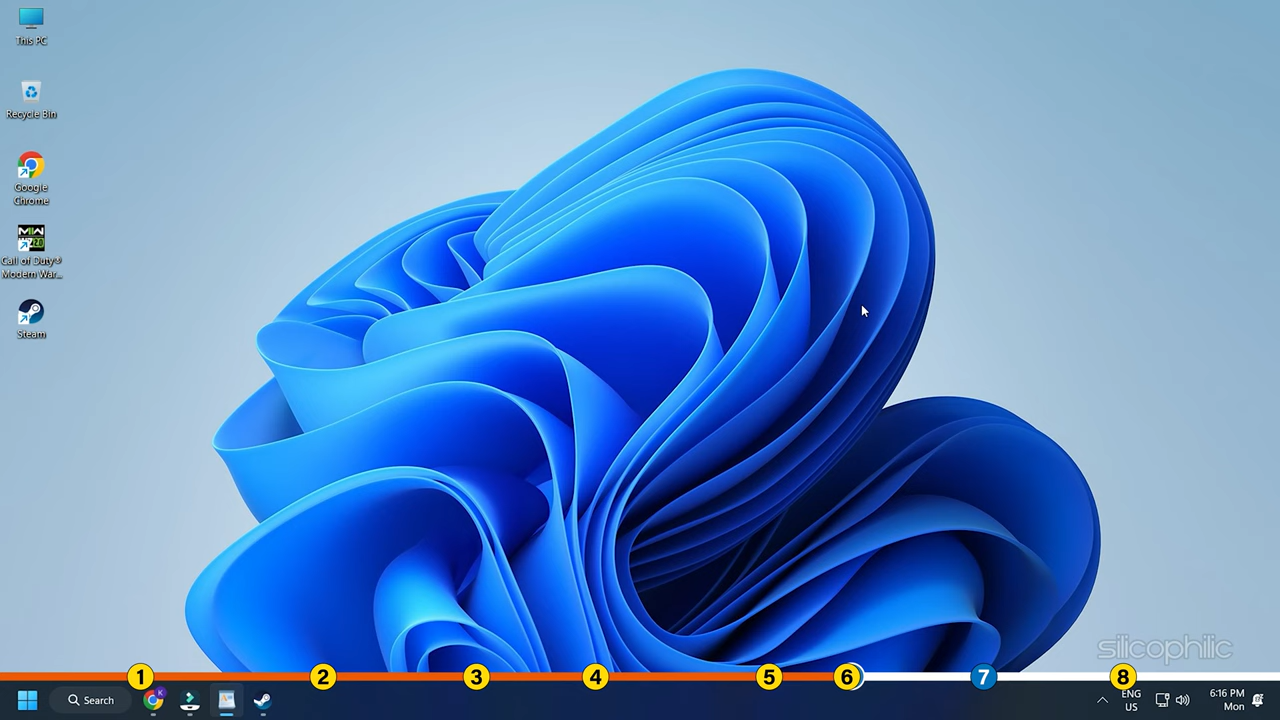 This PC
Recycle Bin
Google
Chrome
Call of Duty®
Modern War...
Steam
silicophilic
1 2 3 4 5 6 7 8
Search
K
ENG
US
6:16 PM
Mon